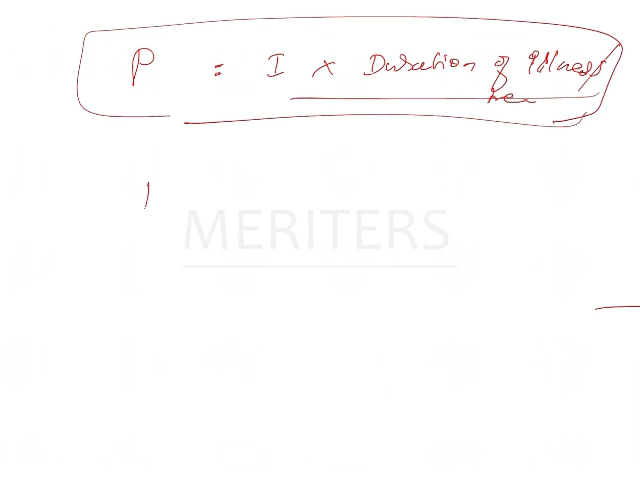 P = I × Duration of Illness
MERITERS